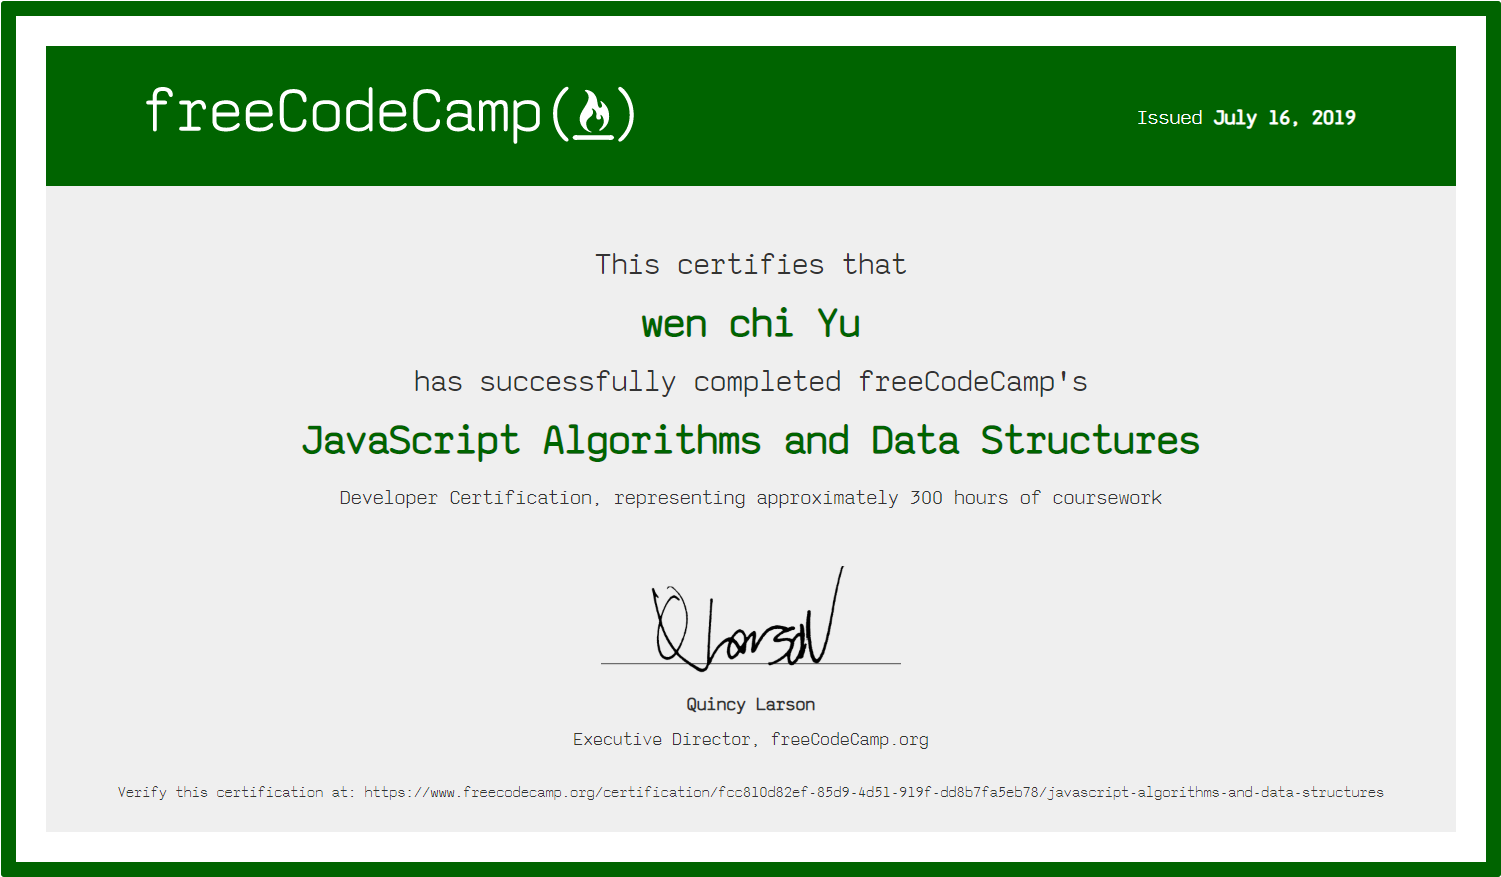 freeCodeCamp()
Issued July 16, 2019
This certifies that
wen chi Yu
has successfully completed freeCodeCamp's
JavaScript Algorithms and Data Structures
Developer Certification, representing approximately 300 hours of coursework
Q Larson
Quincy Larson
Executive Director, freeCodeCamp.org
Verify this certification at: https://www.freecodecamp.org/certification/fcc810d82ef-85d9-4d51-919f-dd8b7fa5eb78/javascript-algorithms-and-data-structures